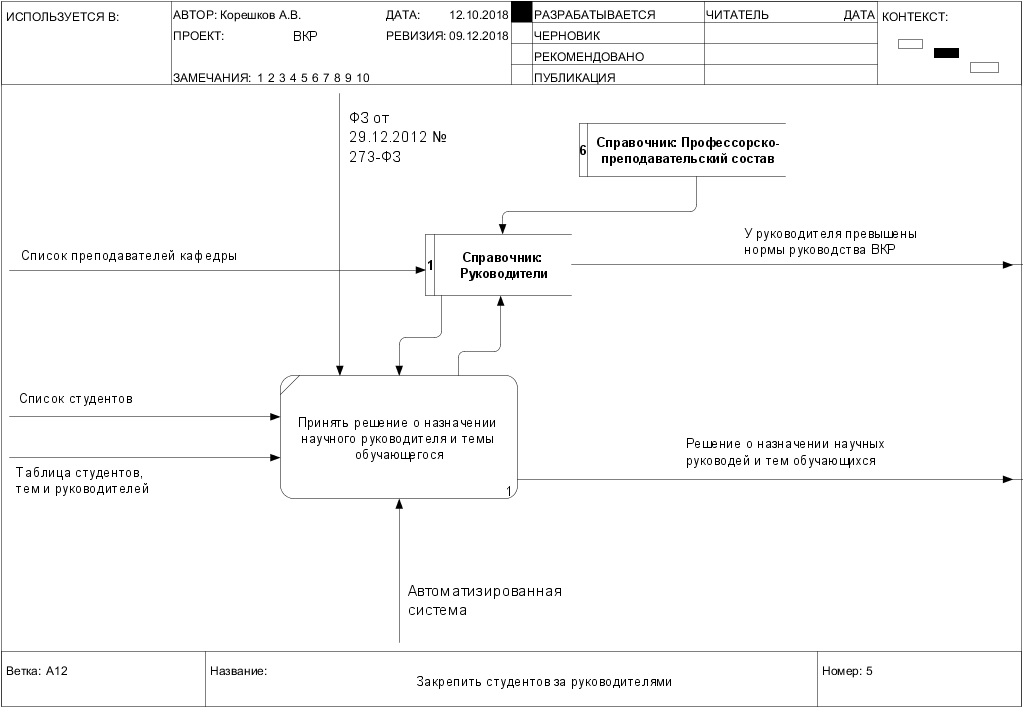 ИСПОЛЬЗУЕТСЯ В:
АВТОР: Корешков А.В.
ДАТА: 12.10.2018
РАЗРАБАТЫВАЕТСЯ
ЧИТАТЕЛЬ
ДАТА
КОНТЕКСТ:
ПРОЕКТ: ВКР
РЕВИЗИЯ: 09.12.2018
ЧЕРНОВИК
РЕКОМЕНДОВАНО
ЗАМЕЧАНИЯ: 1 2 3 4 5 6 7 8 9 10
ПУБЛИКАЦИЯ
ФЗ от
29.12.2012 №
273-ФЗ
6
Справочник: Профессорско-
преподавательский состав
Список преподавателей кафедры
1
Справочник:
Руководители
У руководителя превышены
нормы руководства ВКР
Список студентов
Таблица студентов,
тем и руководителей
Принять решение о назначении
научного руководителя и темы
обучающегося
1
Решение о назначении научных
руководей и тем обучающихся
Автоматизированная
система
Ветка: A12
Название:
Закрепить студентов за руководителями
Номер: 5